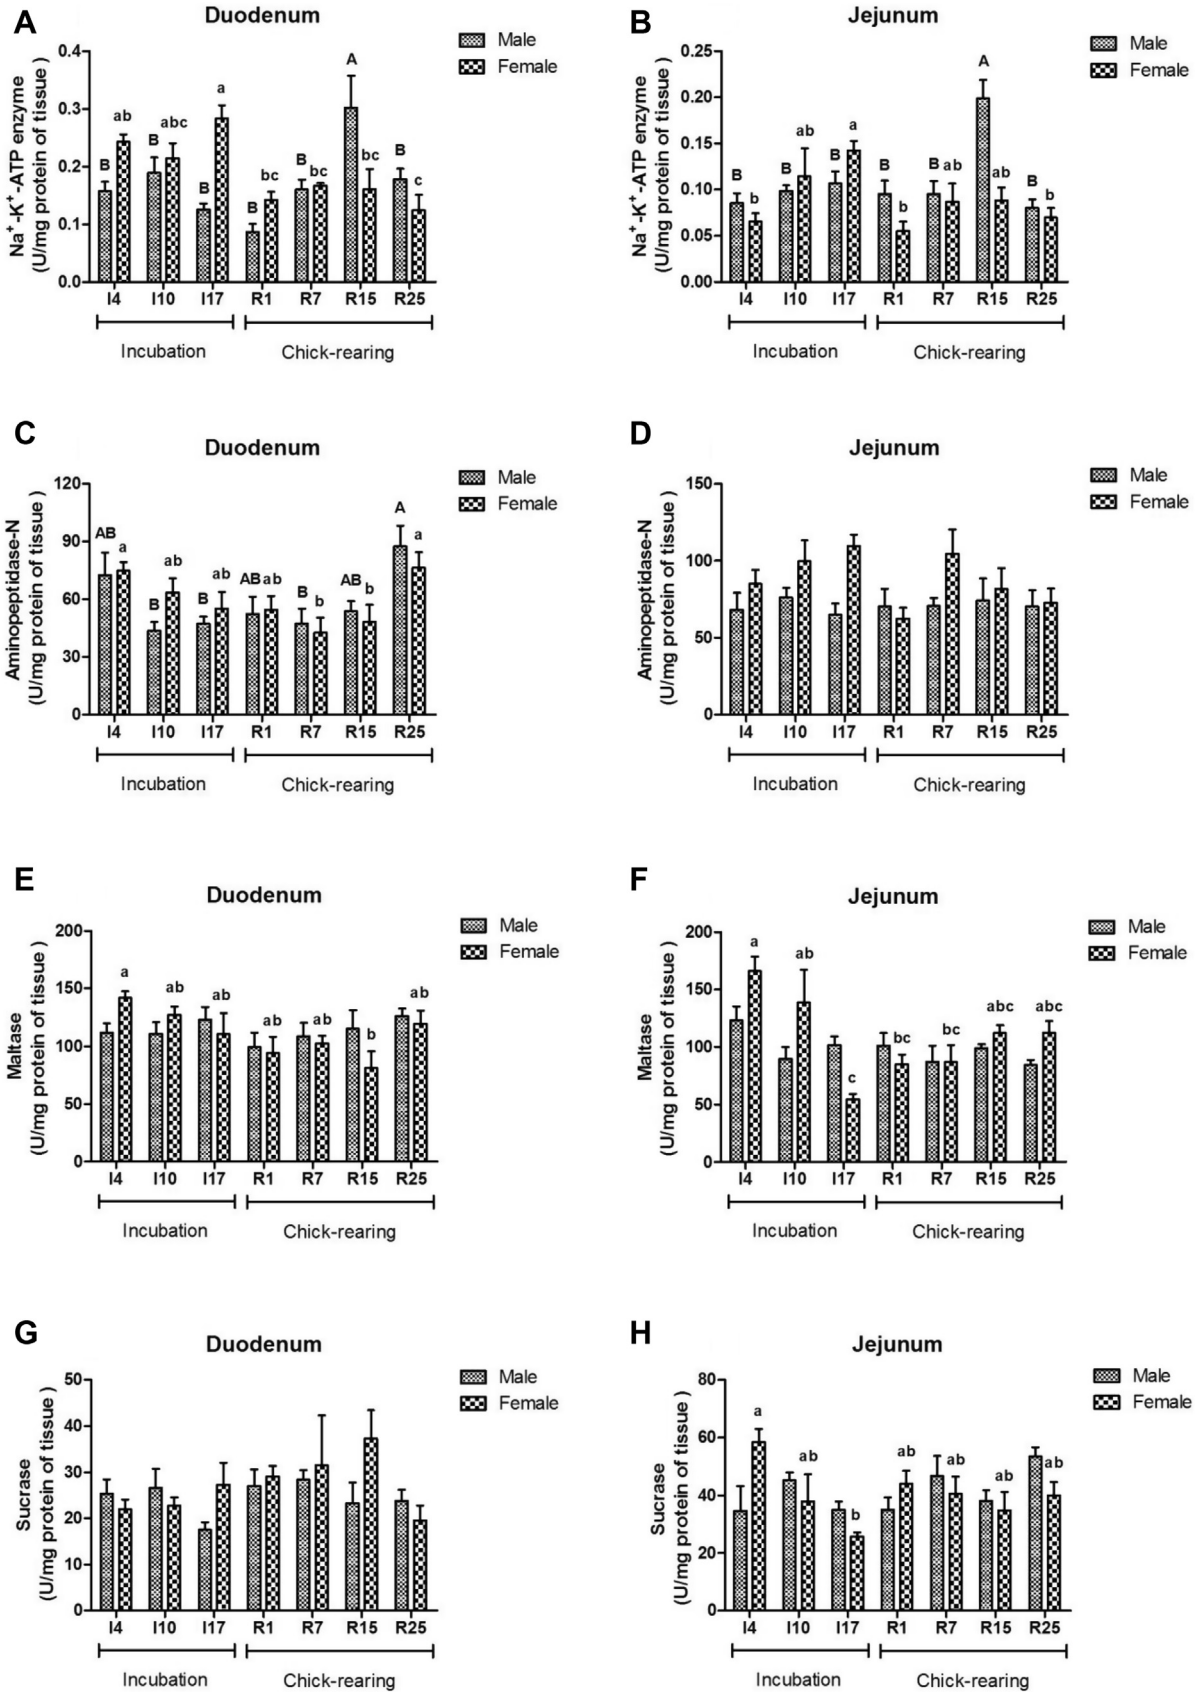 A
Duodenum
Male
Female
Na⁺-K⁺-ATP enzyme
(U/mg protein of tissue )
0.4
0.3
0.2
0.1
0.0
B ab B abc B a B bc B bc A bc B c
I4 I10 I17 R1 R7 R15 R25
Incubation Chick-rearing
B
Jejunum
Male
Female
Na⁺-K⁺-ATP enzyme
(U/mg protein of tissue )
0.25
0.20
0.15
0.10
0.05
0.00
B b B ab B a B b B ab A ab B b
I4 I10 I17 R1 R7 R15 R25
Incubation Chick-rearing
C
Duodenum
Male
Female
Aminopeptidase-N
(U/mg protein of tissue )
120
90
60
30
0
AB a B ab B ab AB ab B b AB b A a
I4 I10 I17 R1 R7 R15 R25
Incubation Chick-rearing
D
Jejunum
Male
Female
Aminopeptidase-N
(U/mg protein of tissue )
150
100
50
0
I4 I10 I17 R1 R7 R15 R25
Incubation Chick-rearing
E
Duodenum
Male
Female
Maltase
(U/mg protein of tissue )
200
150
100
50
0
a ab ab ab ab b ab
I4 I10 I17 R1 R7 R15 R25
Incubation Chick-rearing
F
Jejunum
Male
Female
Maltase
(U/mg protein of tissue )
200
150
100
50
0
a ab c bc bc abc abc
I4 I10 I17 R1 R7 R15 R25
Incubation Chick-rearing
G
Duodenum
Male
Female
Sucrase
(U/mg protein of tissue )
50
40
30
20
10
0
I4 I10 I17 R1 R7 R15 R25
Incubation Chick-rearing
H
Jejunum
Male
Female
Sucrase
(U/mg protein of tissue )
80
60
40
20
0
a ab b ab ab ab ab
I4 I10 I17 R1 R7 R15 R25
Incubation Chick-rearing